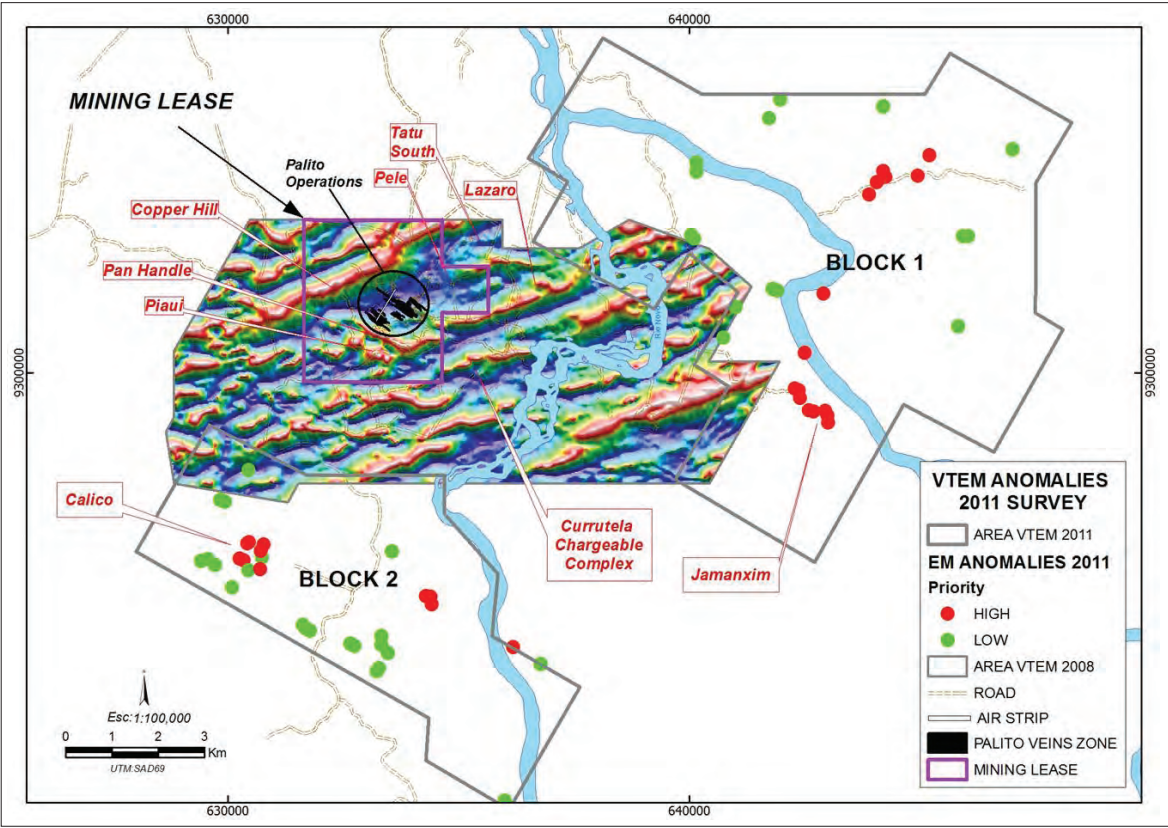 630000
640000
MINING LEASE
Palito
Operations
Tatu
South
Pele
Lazaro
Copper Hill
Pan Handle
Piaui
BLOCK 1
9300000
9300000
Calico
BLOCK 2
Currutela
Chargeable
Complex
Jamanxim
VTEM ANOMALIES
2011 SURVEY
AREA VTEM 2011
EM ANOMALIES 2011
Priority
HIGH
LOW
AREA VTEM 2008
ROAD
AIR STRIP
PALITO VEINS ZONE
MINING LEASE
Esc:1:100,000
0 1 2 3
Km
UTM.SAD69
630000
640000